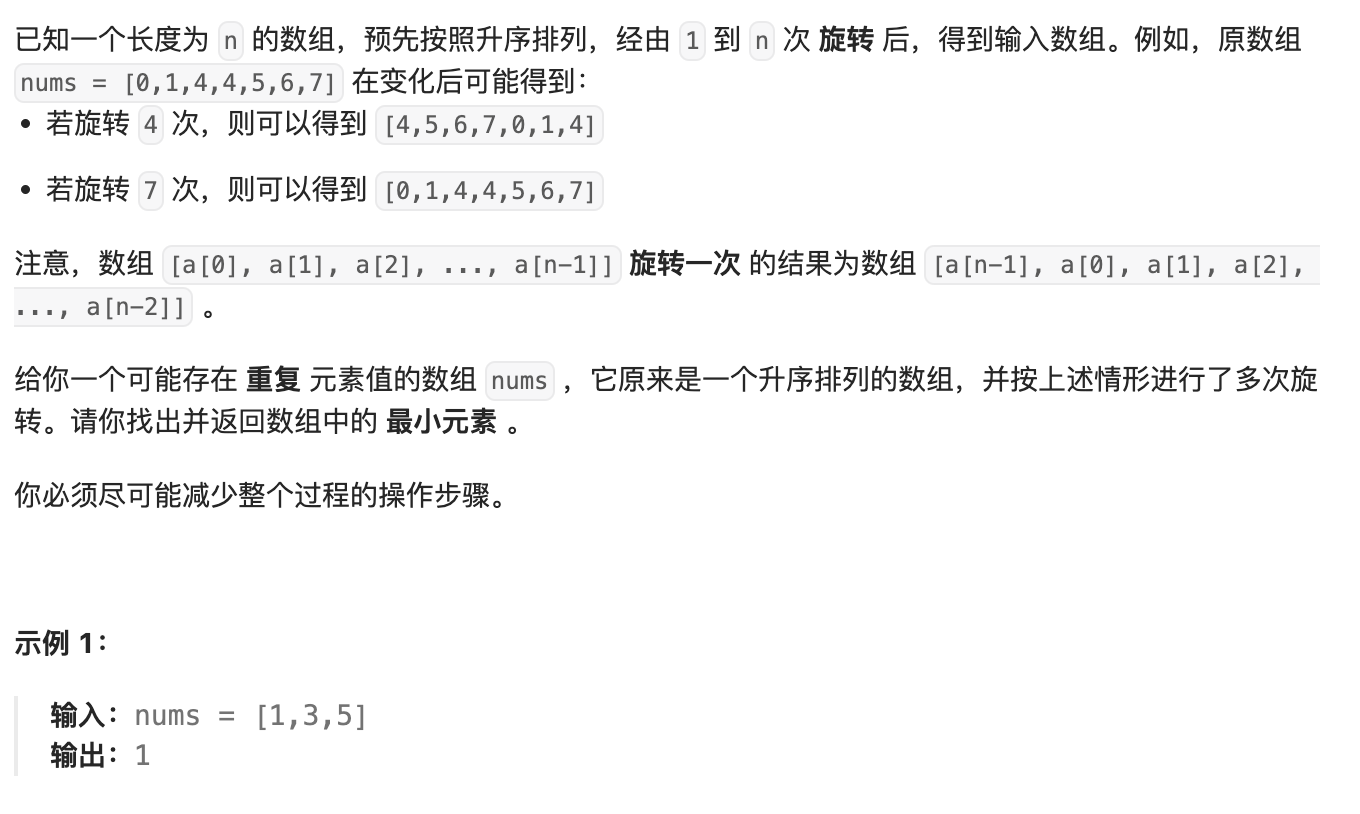 已知一个长度为 n 的数组，预先按照升序排列，经由 1 到 n 次 旋转 后，得到输入数组。例如，原数组
nums = [0,1,4,4,5,6,7] 在变化后可能得到：
• 若旋转 4 次，则可以得到 [4,5,6,7,0,1,4]
• 若旋转 7 次，则可以得到 [0,1,4,4,5,6,7]
注意，数组 [a[0], a[1], a[2], ..., a[n-1]] 旋转一次 的结果为数组 [a[n-1], a[0], a[1], a[2],
..., a[n-2]] 。
给你一个可能存在 重复 元素值的数组 nums ，它原来是一个升序排列的数组，并按上述情形进行了多次旋
转。请你找出并返回数组中的 最小元素 。
你必须尽可能减少整个过程的操作步骤。
示例 1：
输入：nums = [1,3,5]
输出：1